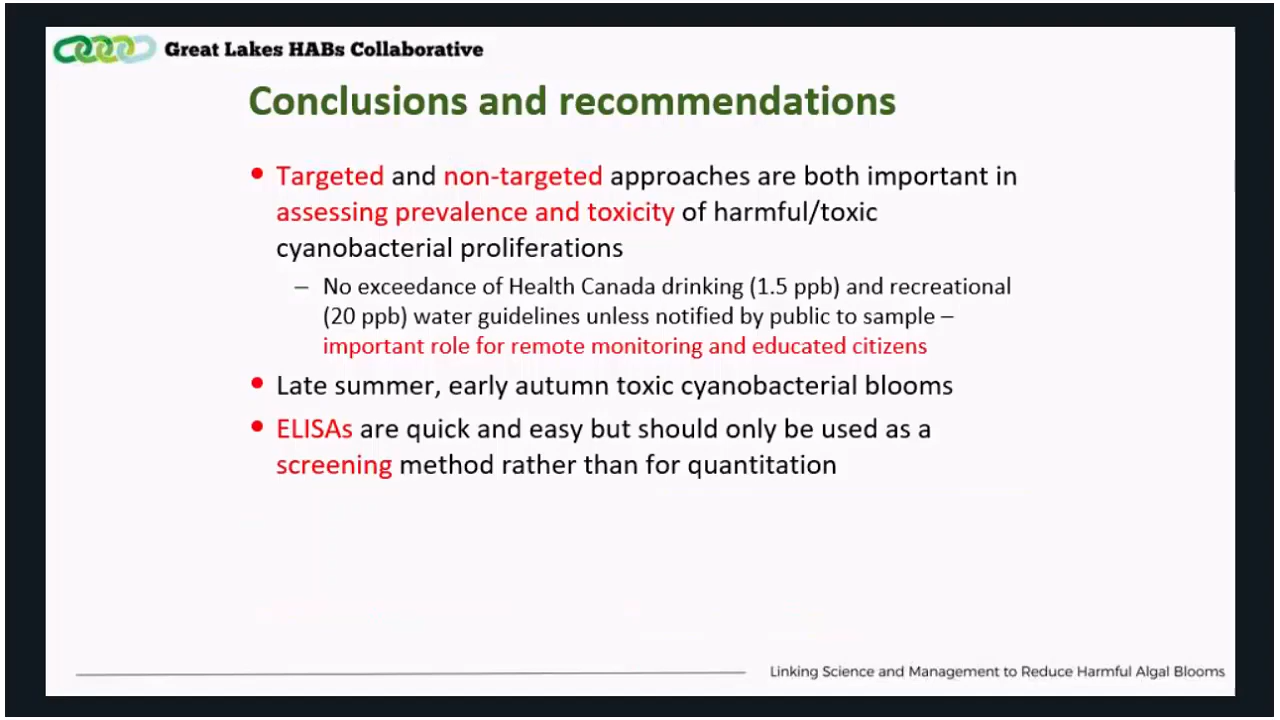 Great Lakes HABs Collaborative
Conclusions and recommendations
• Targeted and non-targeted approaches are both important in
assessing prevalence and toxicity of harmful/toxic
cyanobacterial proliferations
– No exceedance of Health Canada drinking (1.5 ppb) and recreational
(20 ppb) water guidelines unless notified by public to sample –
important role for remote monitoring and educated citizens
• Late summer, early autumn toxic cyanobacterial blooms
• ELISAs are quick and easy but should only be used as a
screening method rather than for quantitation
Linking Science and Management to Reduce Harmful Algal Blooms